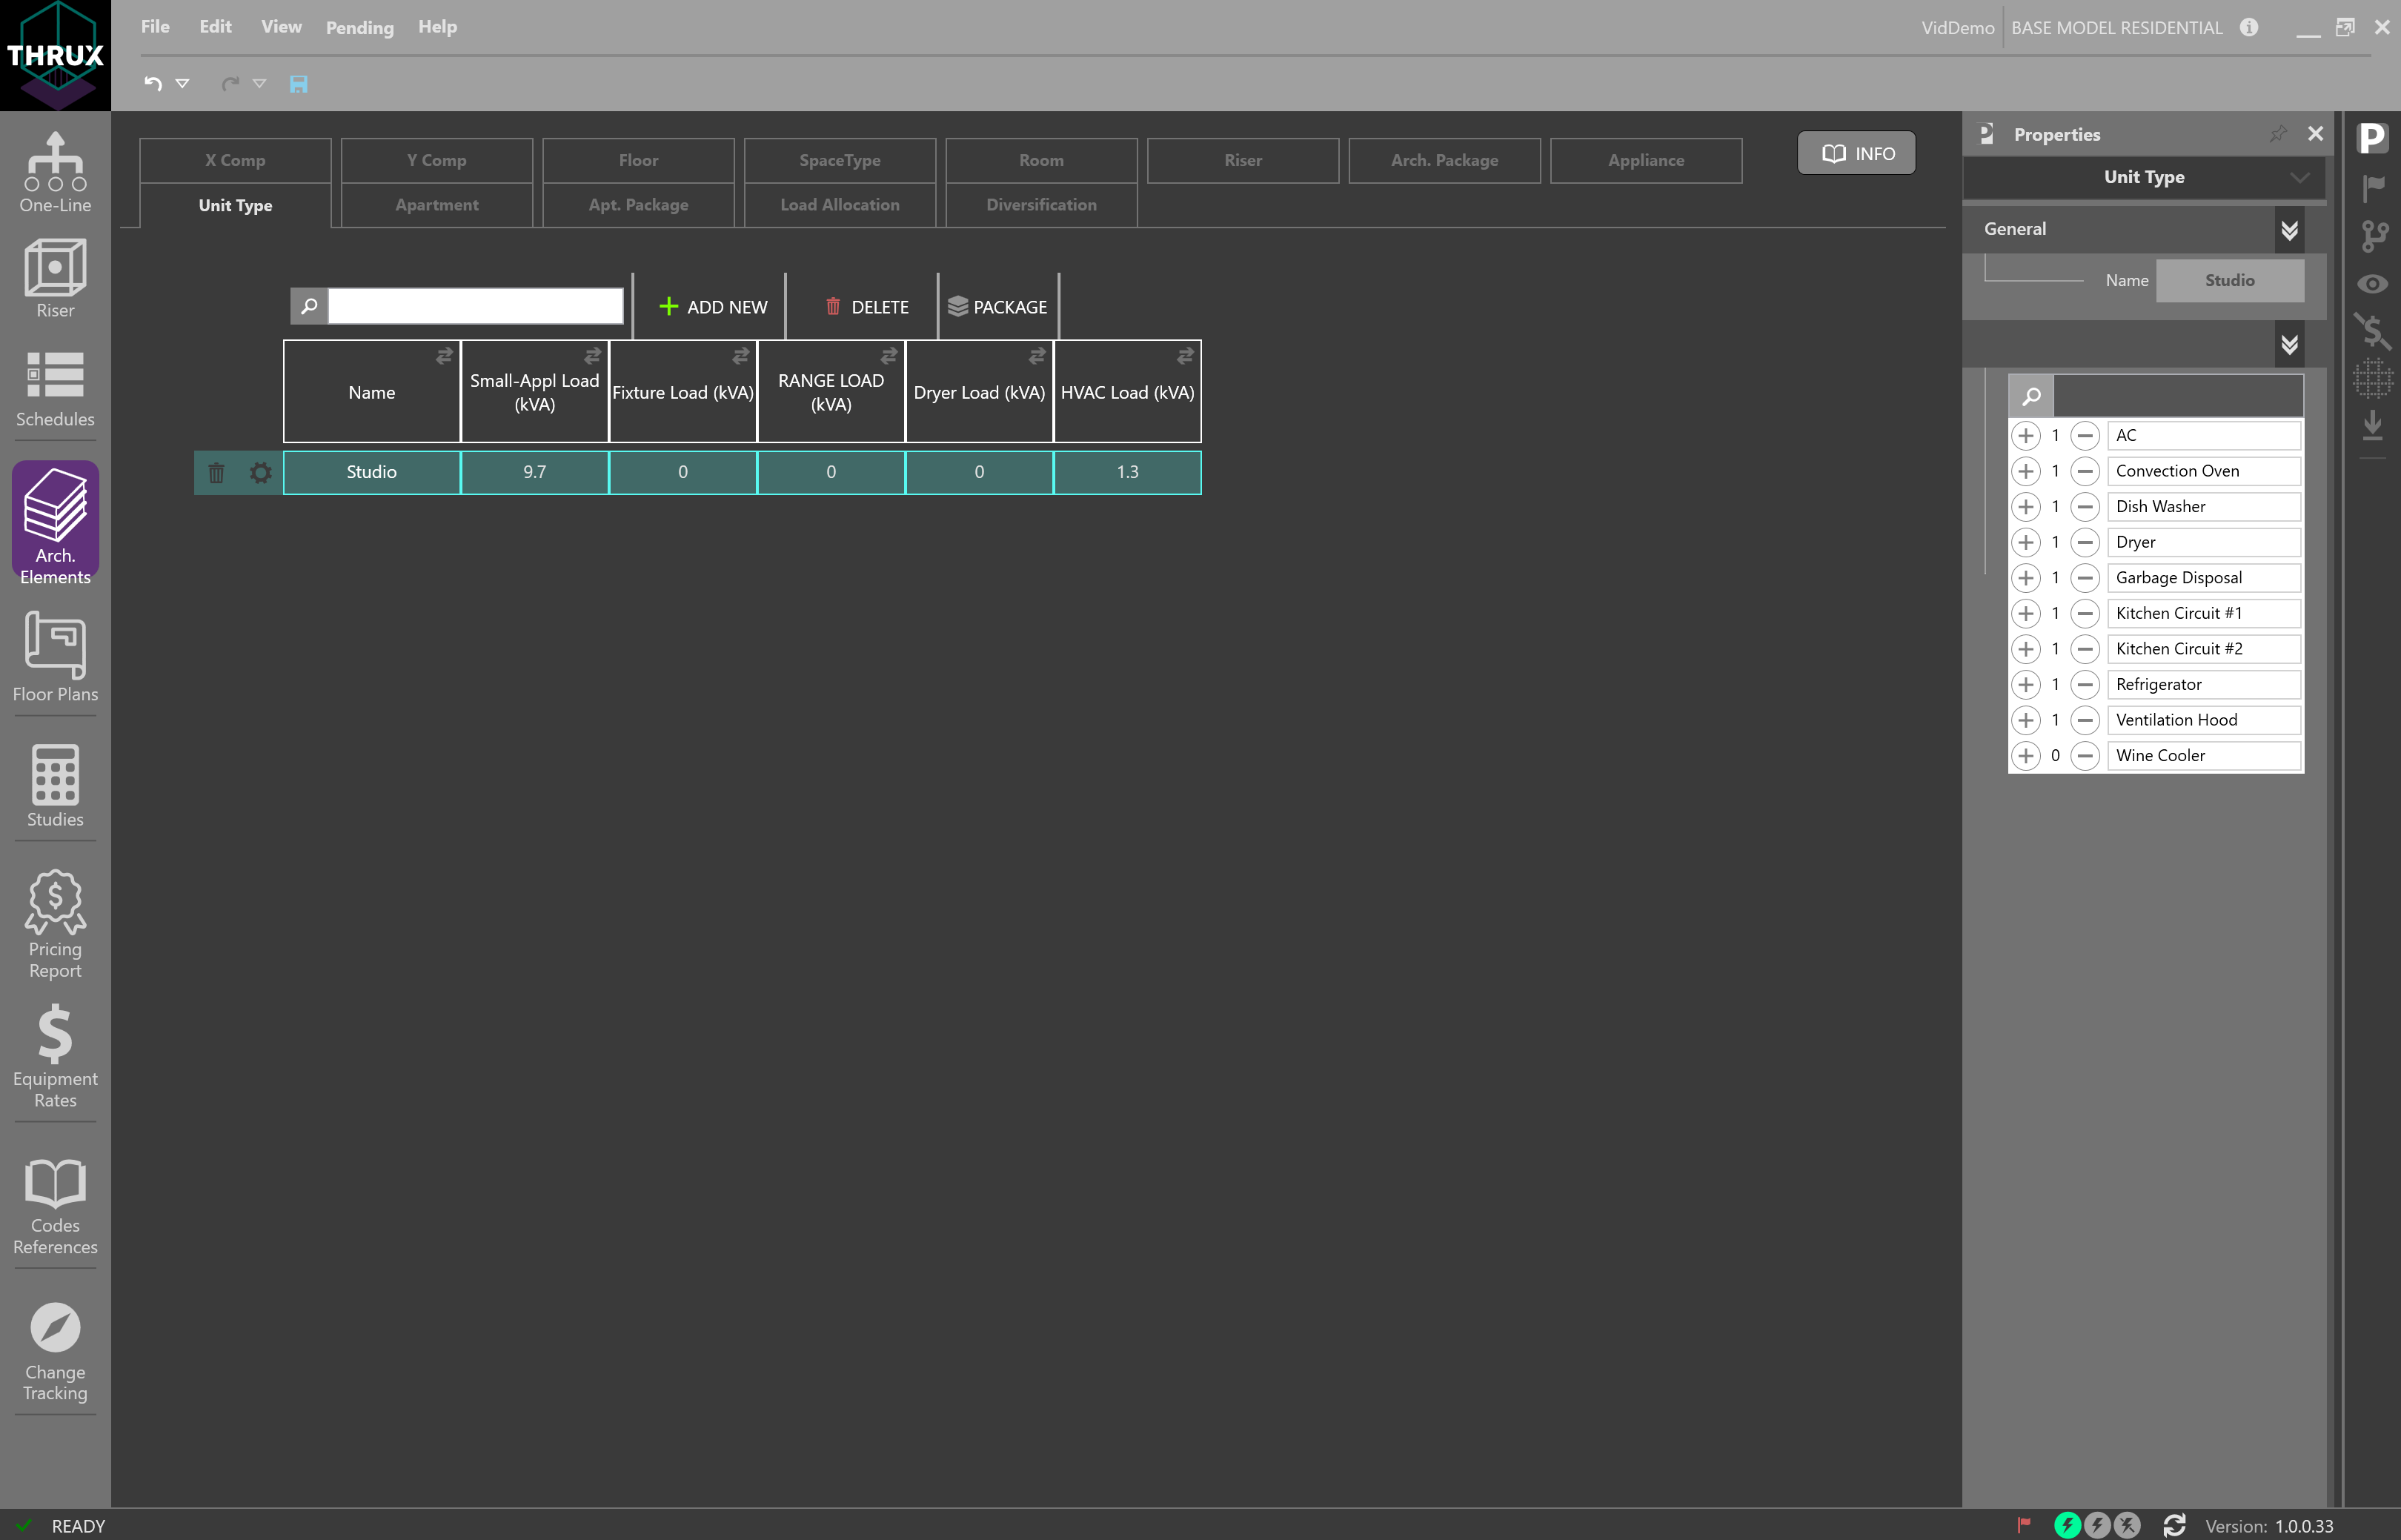 THRUX
File Edit View Pending Help
VidDemo BASE MODEL RESIDENTIAL
One-Line
Riser
Schedules
Arch.
Elements
Floor Plans
Studies
Pricing
Report
Equipment
Rates
Codes
References
Change
Tracking
X Comp Y Comp Floor SpaceType Room Riser Arch. Package Appliance
Unit Type Apartment Apt. Package Load Allocation Diversification
INFO
ADD NEW DELETE PACKAGE
Name Small-Appl Load (kVA) Fixture Load (kVA) RANGE LOAD (kVA) Dryer Load (kVA) HVAC Load (kVA)
Studio 9.7 0 0 0 1.3
P Properties
Unit Type
General
Name Studio
1 AC
1 Convection Oven
1 Dish Washer
1 Dryer
1 Garbage Disposal
1 Kitchen Circuit #1
1 Kitchen Circuit #2
1 Refrigerator
1 Ventilation Hood
0 Wine Cooler
P
READY
Version: 1.0.0.33